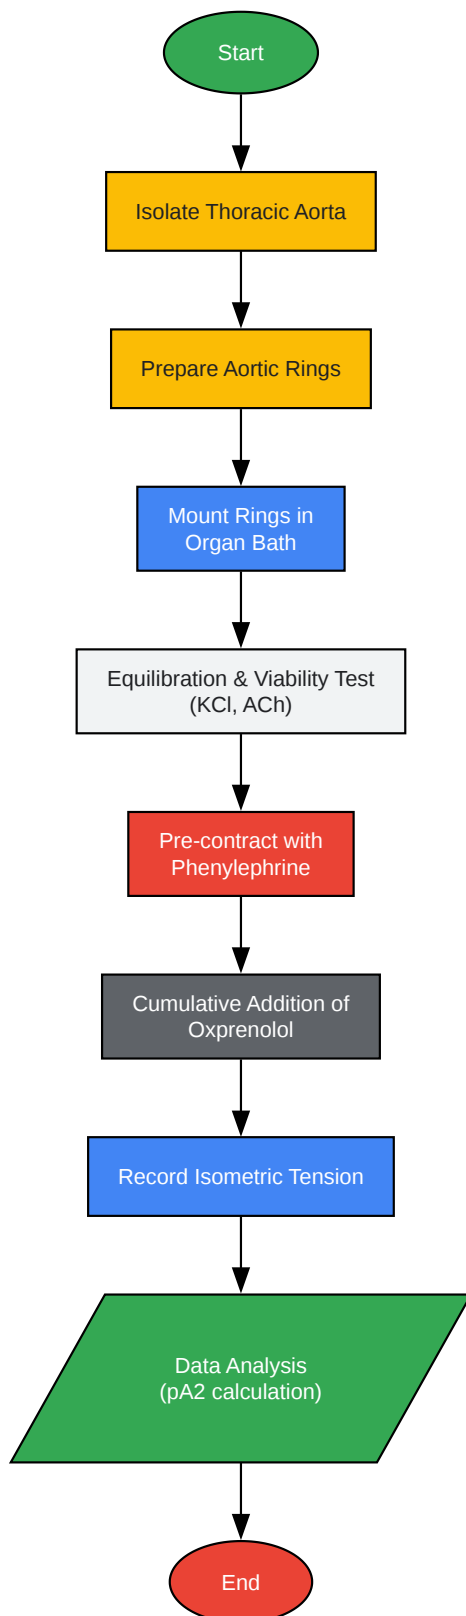 Start
Isolate Thoracic Aorta
Prepare Aortic Rings
Mount Rings in
Organ Bath
Equilibration & Viability Test
(KCl, ACh)
Pre-contract with
Phenylephrine
Cumulative Addition of
Oxprenolol
Record Isometric Tension
Data Analysis
(pA2 calculation)
End